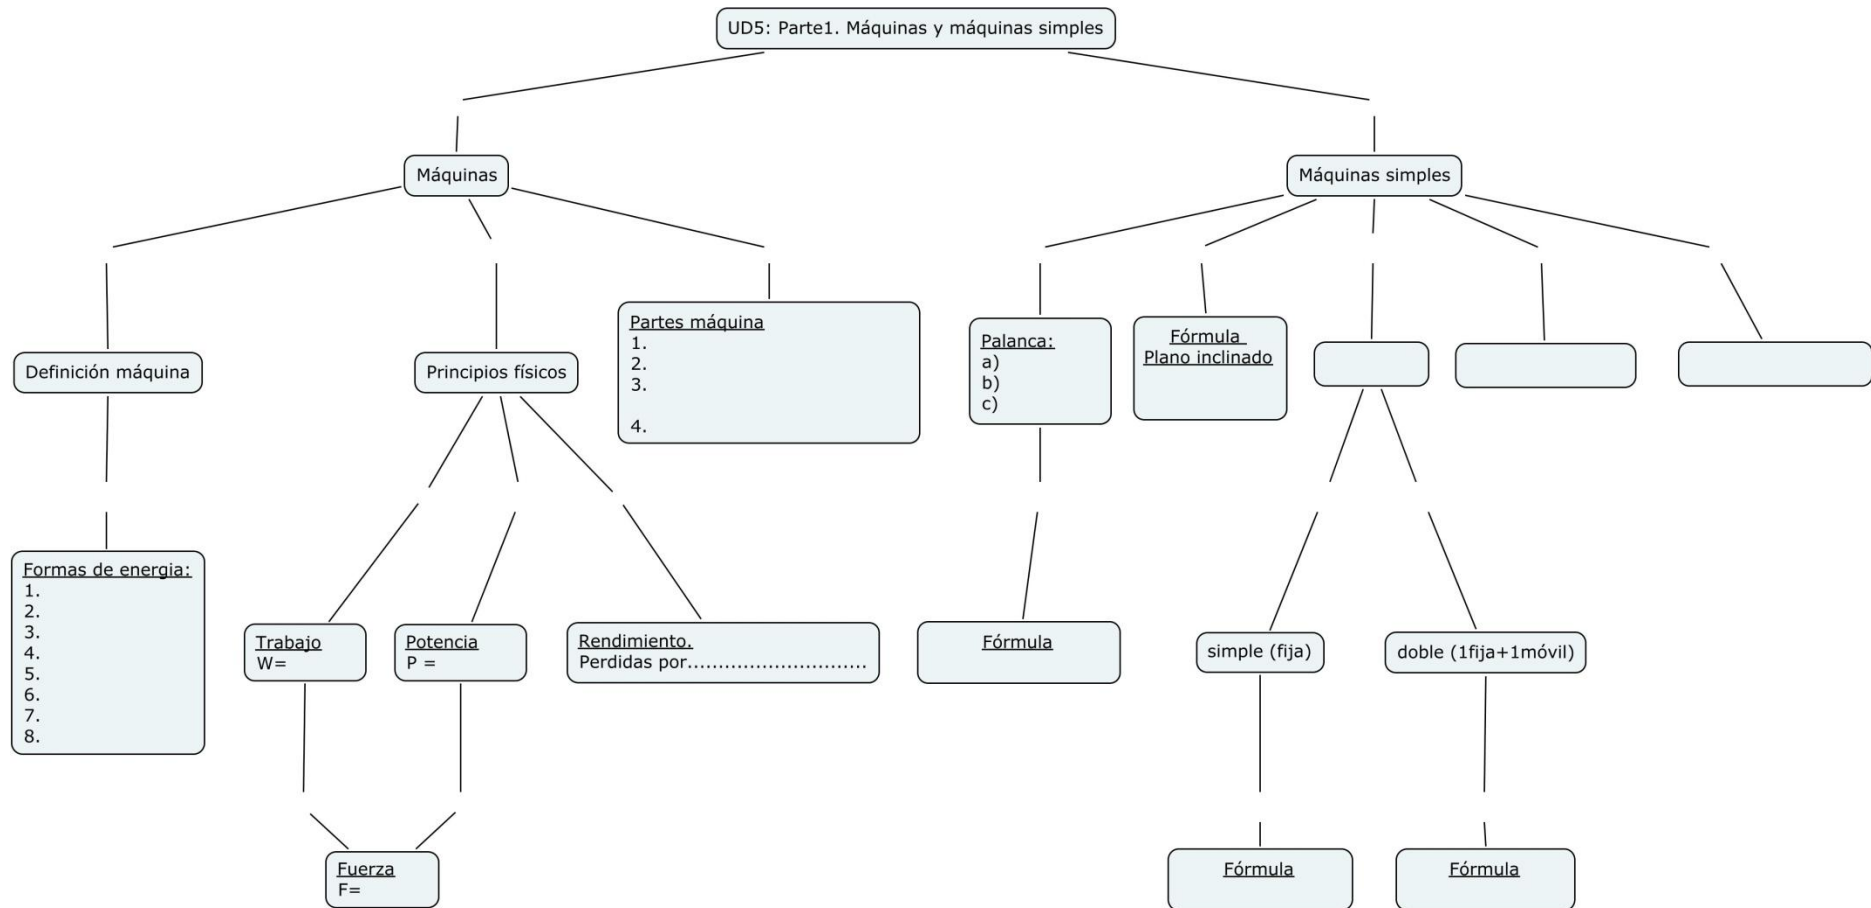 UD5: Parte1. Máquinas y máquinas simples
Máquinas
Máquinas simples
Definición máquina
Principios físicos
Partes máquina
1.
2.
3.
4.
Palanca:
a)
b)
c)
Fórmula
Plano inclinado
Formas de energia:
1.
2.
3.
4.
5.
6.
7.
8.
Trabajo
W=
Potencia
P =
Rendimiento.
Perdidas por.............................
Fórmula
simple (fija)
doble (1fija+1móvil)
Fuerza
F=
Fórmula
Fórmula